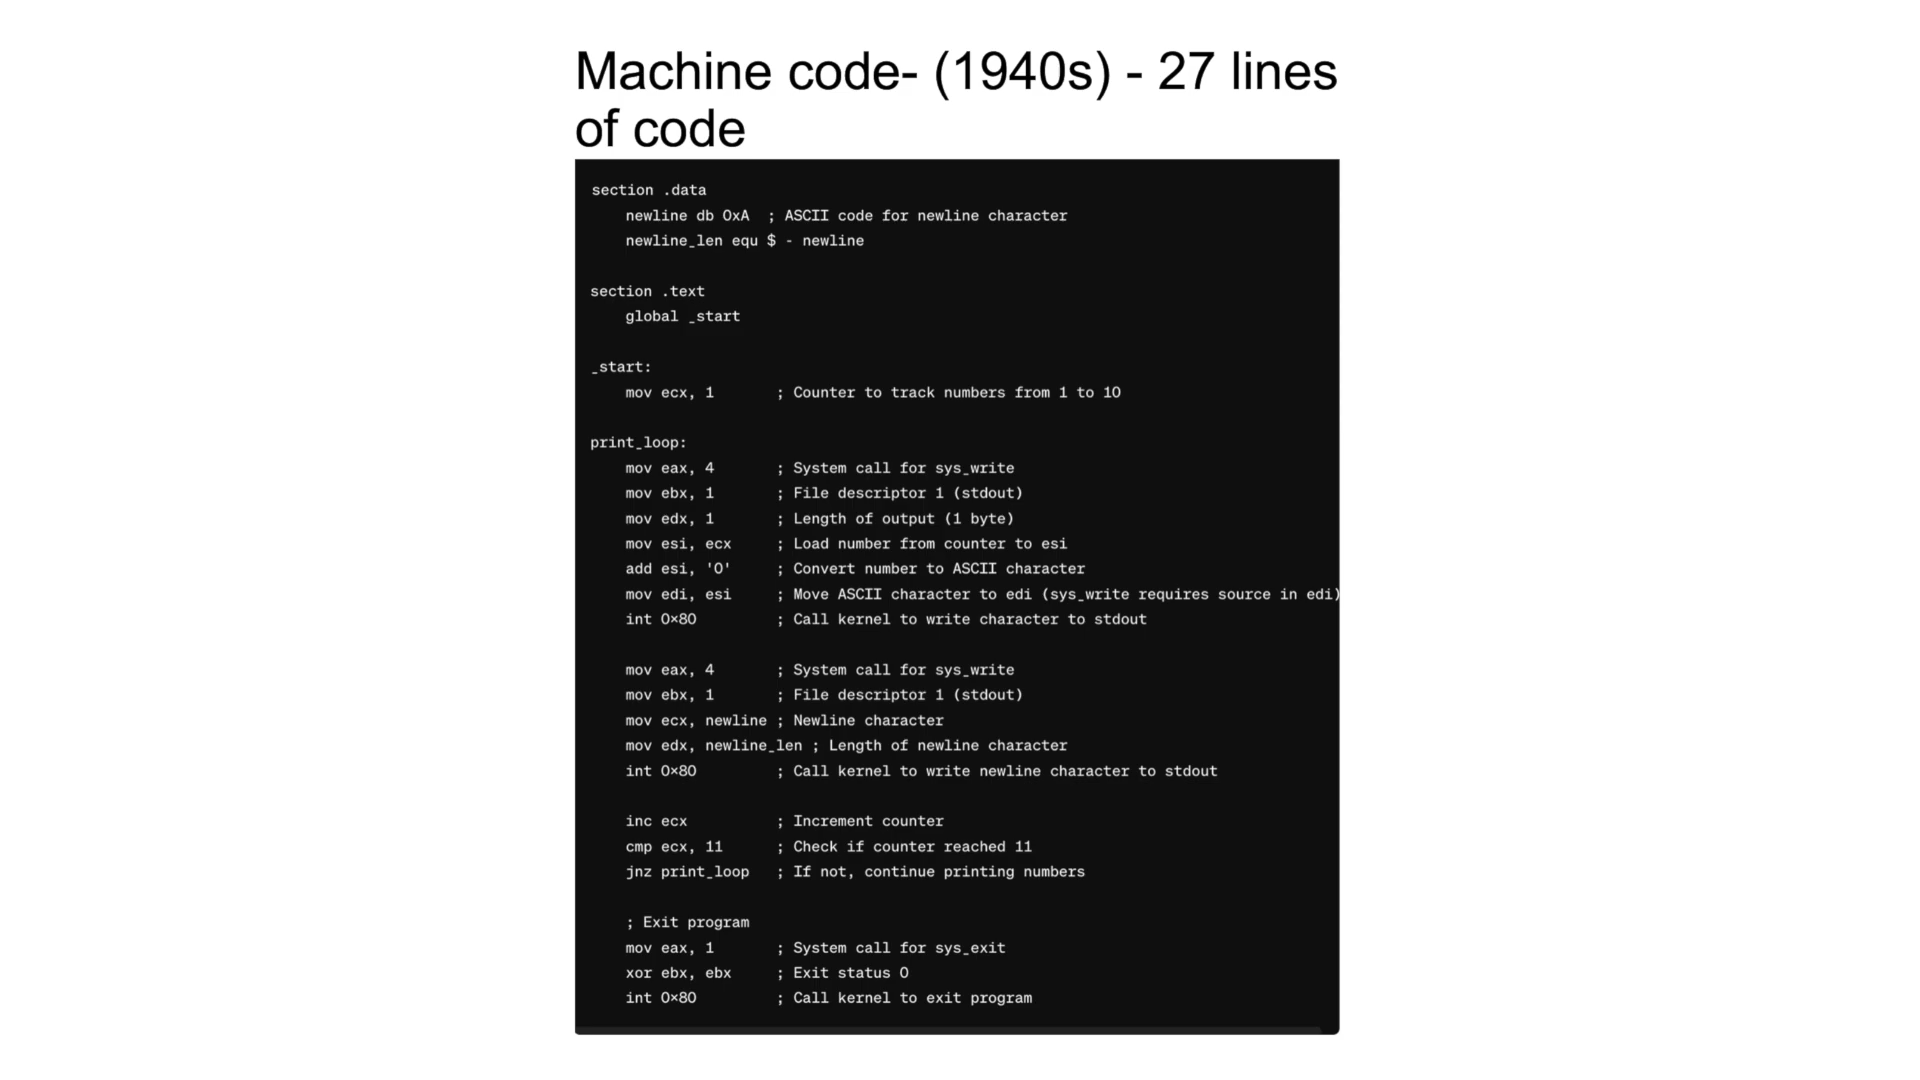 Machine code- (1940s) - 27 lines
of code
section .data
    newline db 0xA  ; ASCII code for newline character
    newline_len equ $ - newline

section .text
    global _start

_start:
    mov ecx, 1       ; Counter to track numbers from 1 to 10

print_loop:
    mov eax, 4       ; System call for sys_write
    mov ebx, 1       ; File descriptor 1 (stdout)
    mov edx, 1       ; Length of output (1 byte)
    mov esi, ecx     ; Load number from counter to esi
    add esi, '0'     ; Convert number to ASCII character
    mov edi, esi     ; Move ASCII character to edi (sys_write requires source in edi)
    int 0×80         ; Call kernel to write character to stdout

    mov eax, 4       ; System call for sys_write
    mov ebx, 1       ; File descriptor 1 (stdout)
    mov ecx, newline ; Newline character
    mov edx, newline_len ; Length of newline character
    int 0×80         ; Call kernel to write newline character to stdout

    inc ecx          ; Increment counter
    cmp ecx, 11      ; Check if counter reached 11
    jnz print_loop   ; If not, continue printing numbers

    ; Exit program
    mov eax, 1       ; System call for sys_exit
    xor ebx, ebx     ; Exit status 0
    int 0×80         ; Call kernel to exit program